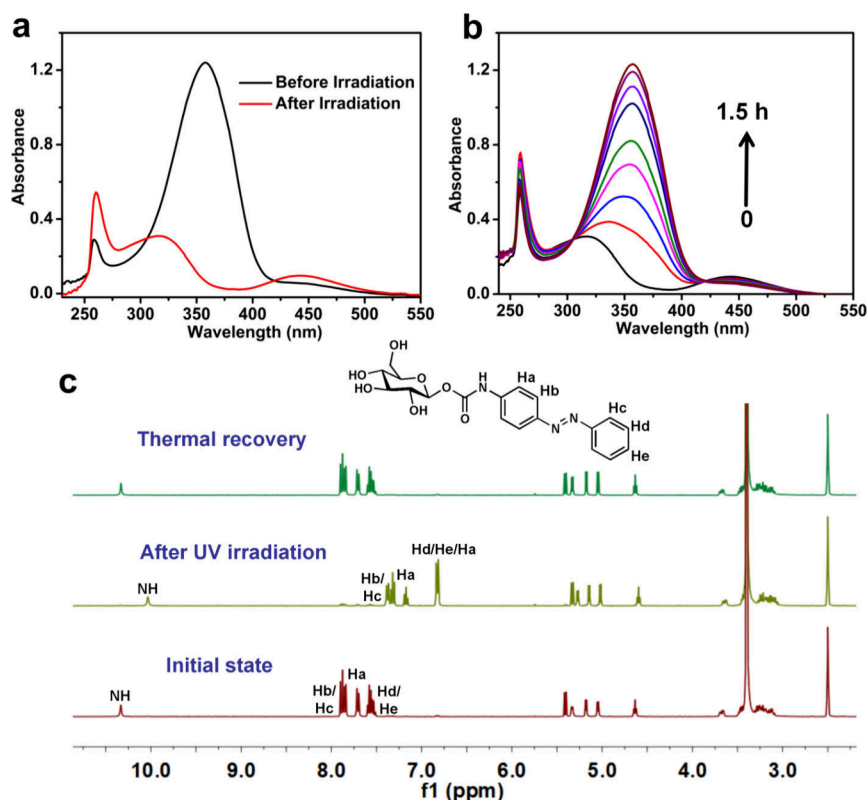 a
b
1.2
0.8
0.4
0.0
Absorbance
Before Irradiation
After Irradiation
250 300 350 400 450 500 550
Wavelength (nm)
1.2
0.8
0.4
0.0
Absorbance
1.5 h
0
250 300 350 400 450 500 550
Wavelength (nm)
c
OH
HO
HO
O
OH
O
O
H
N
Ha
Hb
N
N
Hc
Hd
He
Thermal recovery
After UV irradiation
NH
Hb/
Hc
Ha
Hd/He/Ha
Initial state
NH
Hb/
Hc
Ha
Hd/
He
10.0 9.0 8.0 7.0 6.0 5.0 4.0 3.0
f1 (ppm)